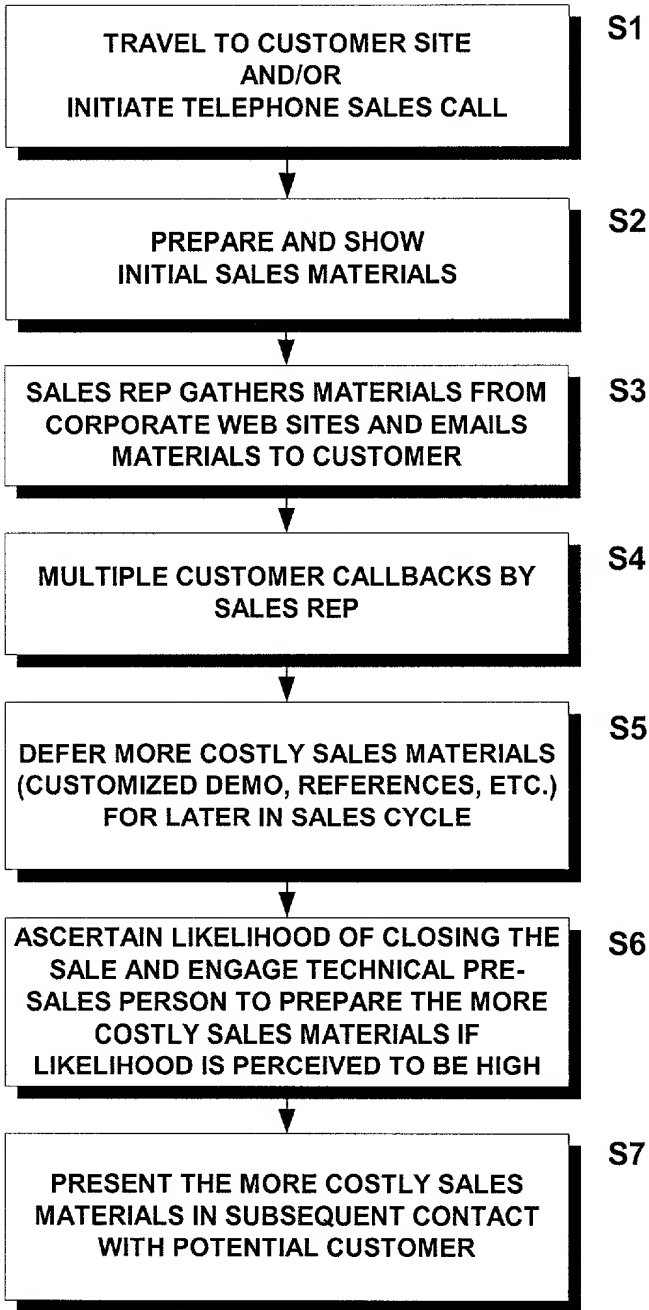 S1
TRAVEL TO CUSTOMER SITE
AND/OR
INITIATE TELEPHONE SALES CALL
S2
PREPARE AND SHOW
INITIAL SALES MATERIALS
S3
SALES REP GATHERS MATERIALS FROM
CORPORATE WEB SITES AND EMAILS
MATERIALS TO CUSTOMER
S4
MULTIPLE CUSTOMER CALLBACKS BY
SALES REP
S5
DEFER MORE COSTLY SALES MATERIALS
(CUSTOMIZED DEMO, REFERENCES, ETC.)
FOR LATER IN SALES CYCLE
S6
ASCERTAIN LIKELIHOOD OF CLOSING THE
SALE AND ENGAGE TECHNICAL PRE-
SALES PERSON TO PREPARE THE MORE
COSTLY SALES MATERIALS IF
LIKELIHOOD IS PERCEIVED TO BE HIGH
S7
PRESENT THE MORE COSTLY SALES
MATERIALS IN SUBSEQUENT CONTACT
WITH POTENTIAL CUSTOMER